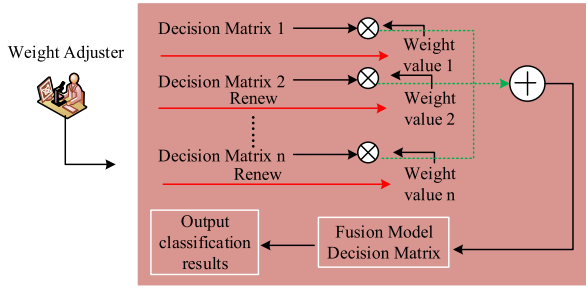 Weight Adjuster
Decision Matrix 1
Weight
value 1
Decision Matrix 2
Renew
Weight
value 2
Decision Matrix n
Renew
Weight
value n
Output
classification
results
Fusion Model
Decision Matrix